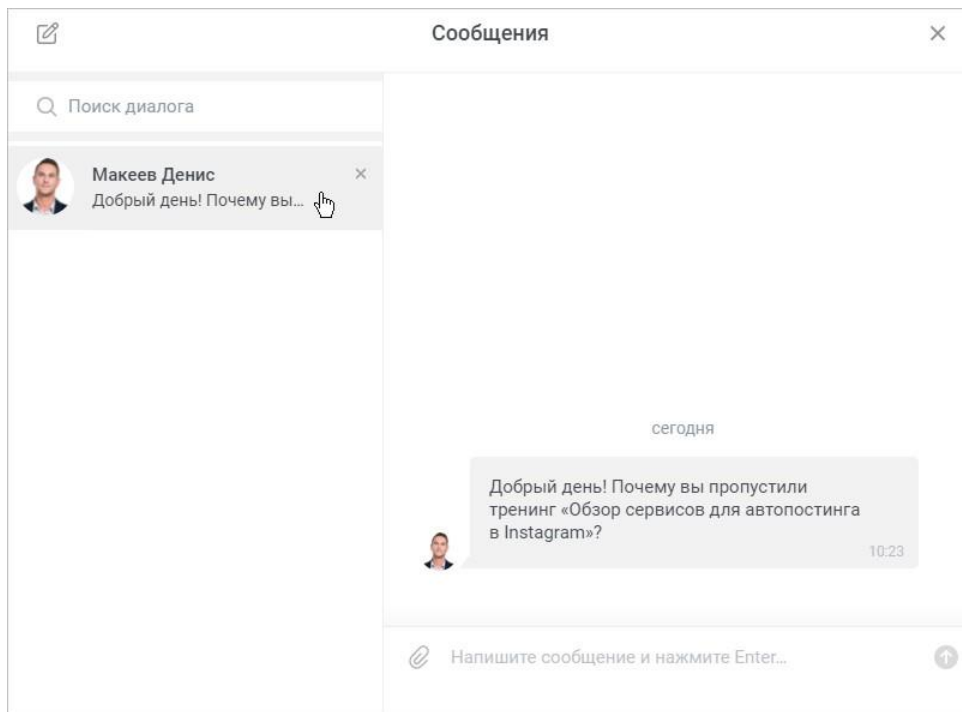 Сообщения
Поиск диалога
Макеев Денис
Добрый день! Почему вы...
сегодня
Добрый день! Почему вы пропустили
тренинг «Обзор сервисов для автопостинга
в Instagram»?
10:23
Напишите сообщение и нажмите Enter...